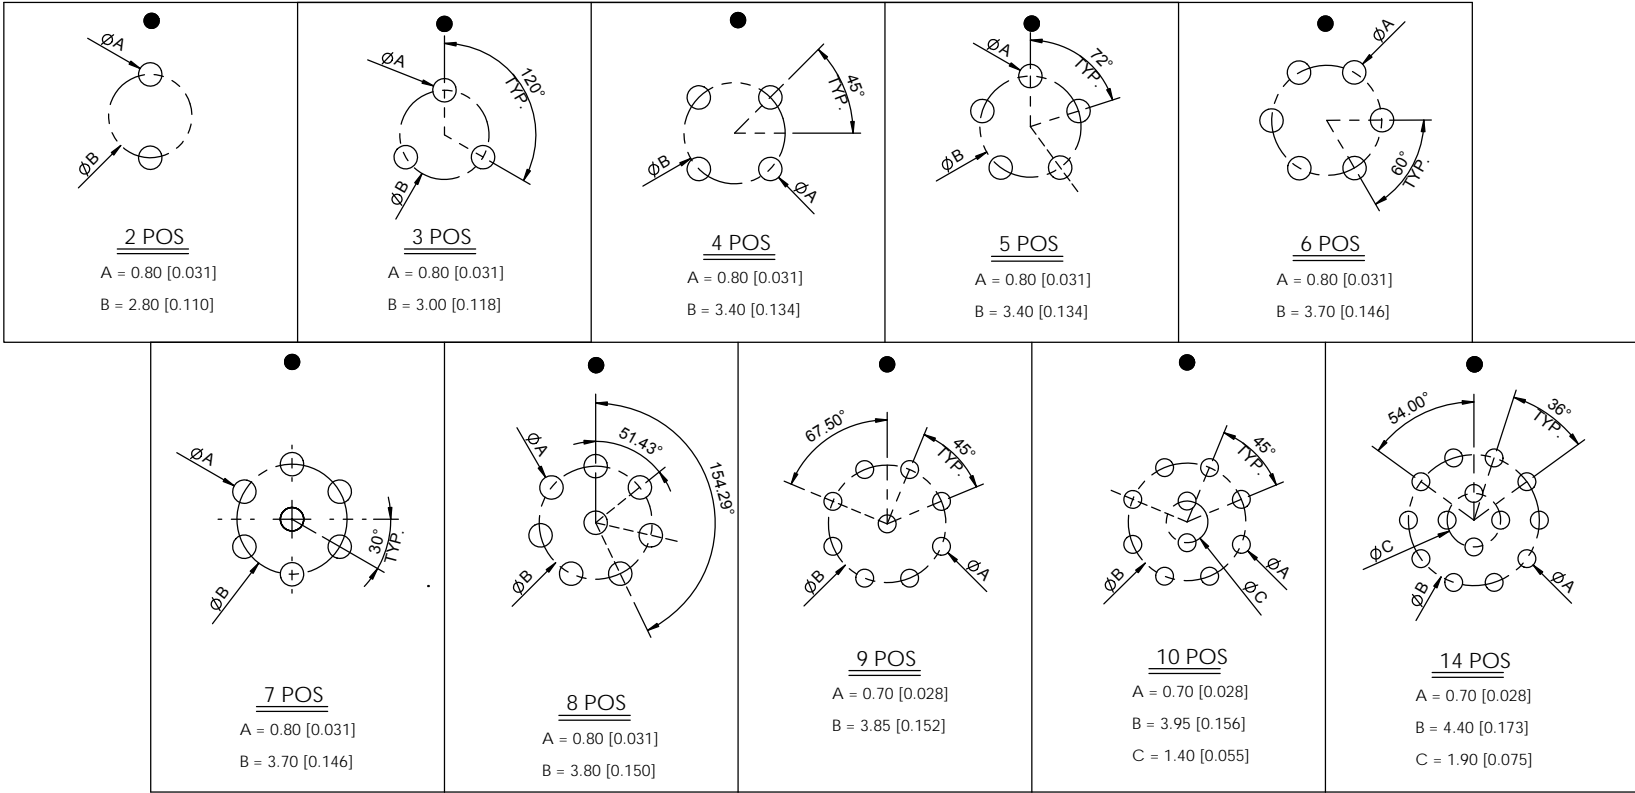 ØA
ØB
2 POS
A = 0.80 [0.031]
B = 2.80 [0.110]
ØA
120°
TYP.
ØB
3 POS
A = 0.80 [0.031]
B = 3.00 [0.118]
45°
TYP.
ØB
ØA
4 POS
A = 0.80 [0.031]
B = 3.40 [0.134]
ØA
72°
TYP.
ØB
5 POS
A = 0.80 [0.031]
B = 3.40 [0.134]
ØA
60°
TYP.
6 POS
A = 0.80 [0.031]
B = 3.70 [0.146]
ØA
30°
TYP.
ØB
7 POS
A = 0.80 [0.031]
B = 3.70 [0.146]
ØA
51.43°
154.29°
ØB
8 POS
A = 0.80 [0.031]
B = 3.80 [0.150]
67.50°
45°
TYP.
ØB
ØA
9 POS
A = 0.70 [0.028]
B = 3.85 [0.152]
45°
TYP.
ØB
ØA
ØC
10 POS
A = 0.70 [0.028]
B = 3.95 [0.156]
C = 1.40 [0.055]
54.00°
36°
TYP.
ØC
ØB
ØA
14 POS
A = 0.70 [0.028]
B = 4.40 [0.173]
C = 1.90 [0.075]